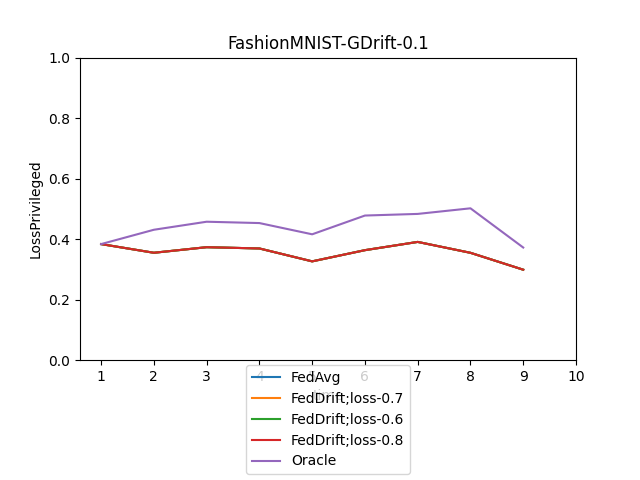 FashionMNIST-GDrift-0.1
LossPrivileged
1.0
0.8
0.6
0.4
0.2
0.0
1 2 3 4 5 6 7 8 9 10
FedAvg
FedDrift;loss-0.7
FedDrift;loss-0.6
FedDrift;loss-0.8
Oracle